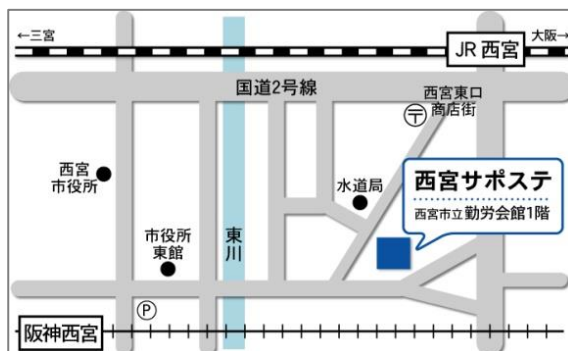 ←三宮
大阪→
JR 西宮
国道2号線
西宮東口
商店街
〒
西宮
市役所
水道局
西宮サポステ
西宮市立勤労会館1階
市役所
東館
東川
P
阪神西宮